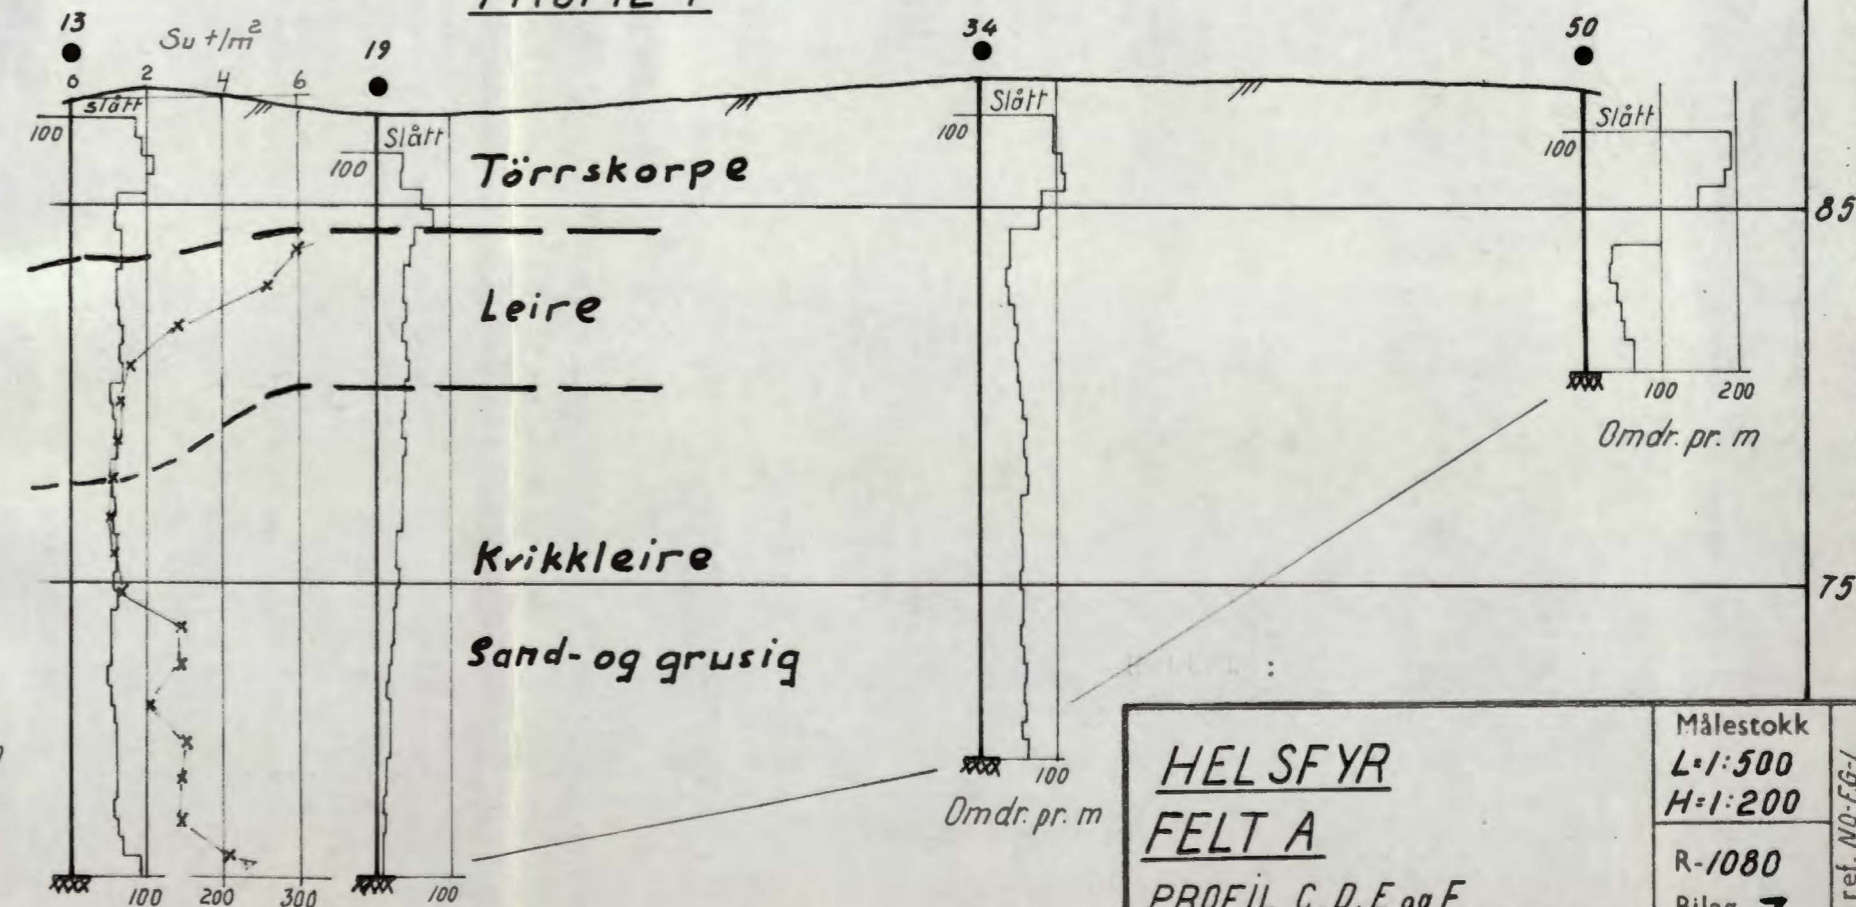 13
Su t/m²
19
34
50
0 2 4 6
slått
100
Slått
100
Slått
100
Slått
100
Törrskorpe
85
Leire
100 200
Omdr. pr. m
Kvikkleire
75
Sand- og grusig
100
Omdr. pr. m
100 200 300
100
HELSFYR
FELT A
PROFIL C, D, E og F
Målestokk
L=1:500
H=1:200
R-1080